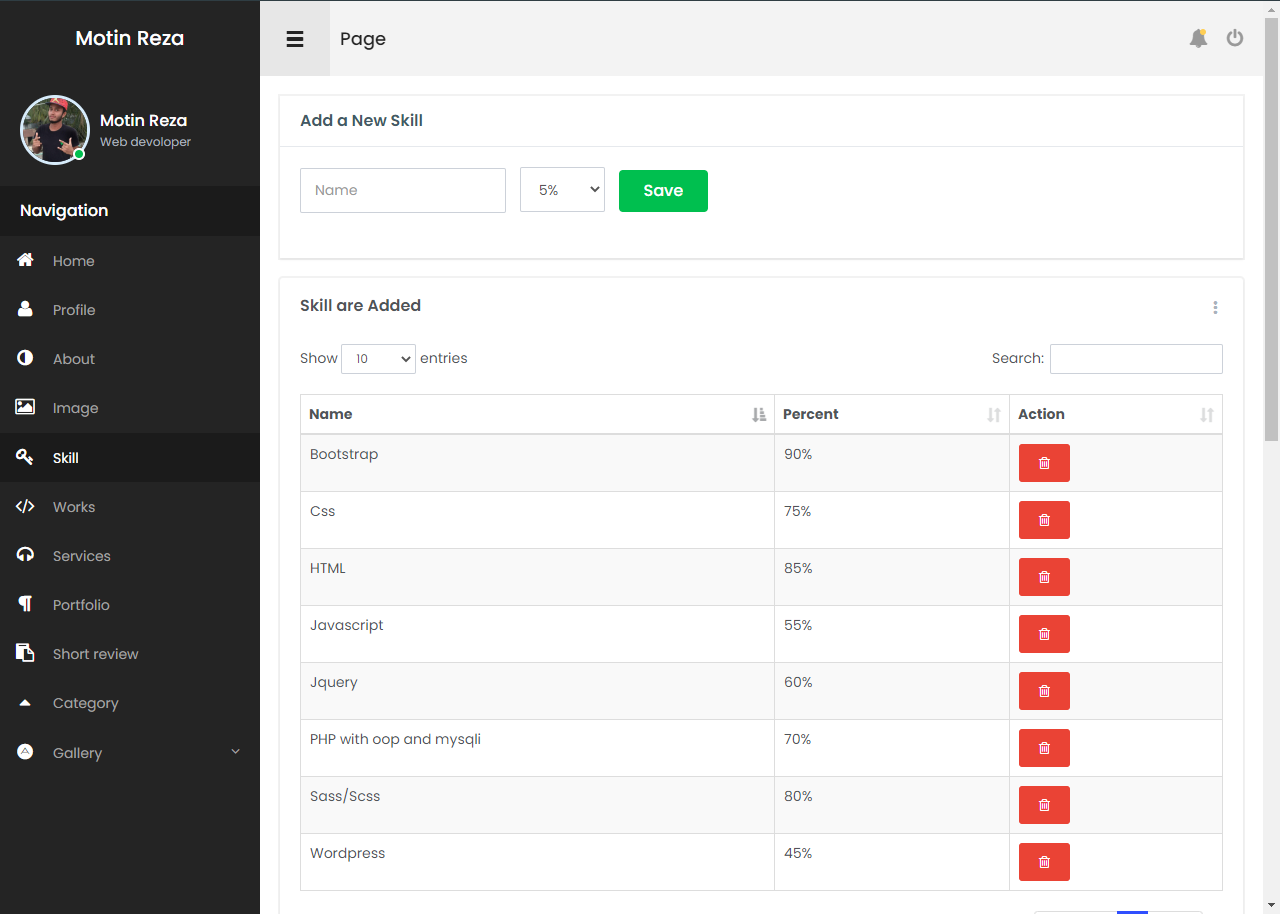 Motin Reza
Page
Motin Reza
Web devoloper
Navigation
Home
Profile
About
Image
Skill
Works
Services
Portfolio
Short review
Category
Gallery
Add a New Skill
Name 5% Save
Skill are Added
Show 10 entries Search:
Name Percent Action
Bootstrap 90%
Css 75%
HTML 85%
Javascript 55%
Jquery 60%
PHP with oop and mysqli 70%
Sass/Scss 80%
Wordpress 45%